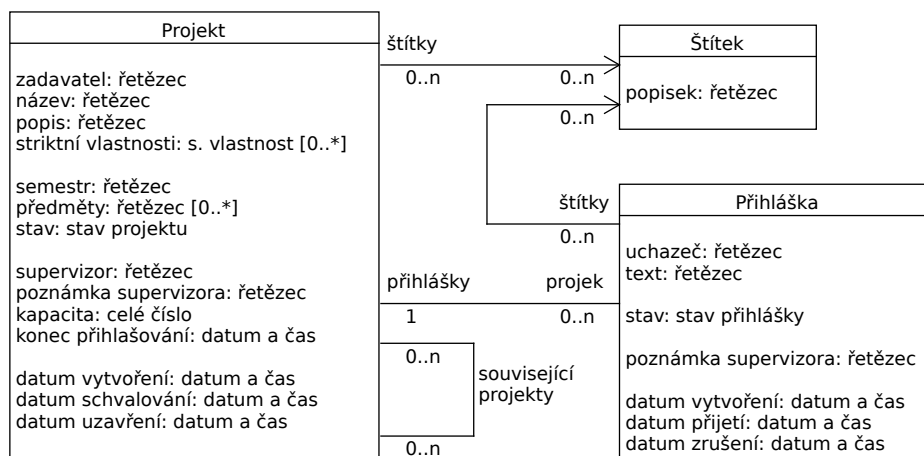 Projekt
zadavatel: řetězec
název: řetězec
popis: řetězec
striktní vlastnosti: s. vlastnost [0..*]
semestr: řetězec
předměty: řetězec [0..*]
stav: stav projektu
supervizor: řetězec
poznámka supervizora: řetězec
kapacita: celé číslo
konec přihlašování: datum a čas
datum vytvoření: datum a čas
datum schvalování: datum a čas
datum uzavření: datum a čas
štítky
0..n
0..n
Štítek
popisek: řetězec
0..n
štítky
0..n
přihlášky
projek
1
0..n
0..n
související
projekty
0..n
Přihláška
uchazeč: řetězec
text: řetězec
stav: stav přihlášky
poznámka supervizora: řetězec
datum vytvoření: datum a čas
datum přijetí: datum a čas
datum zrušení: datum a čas